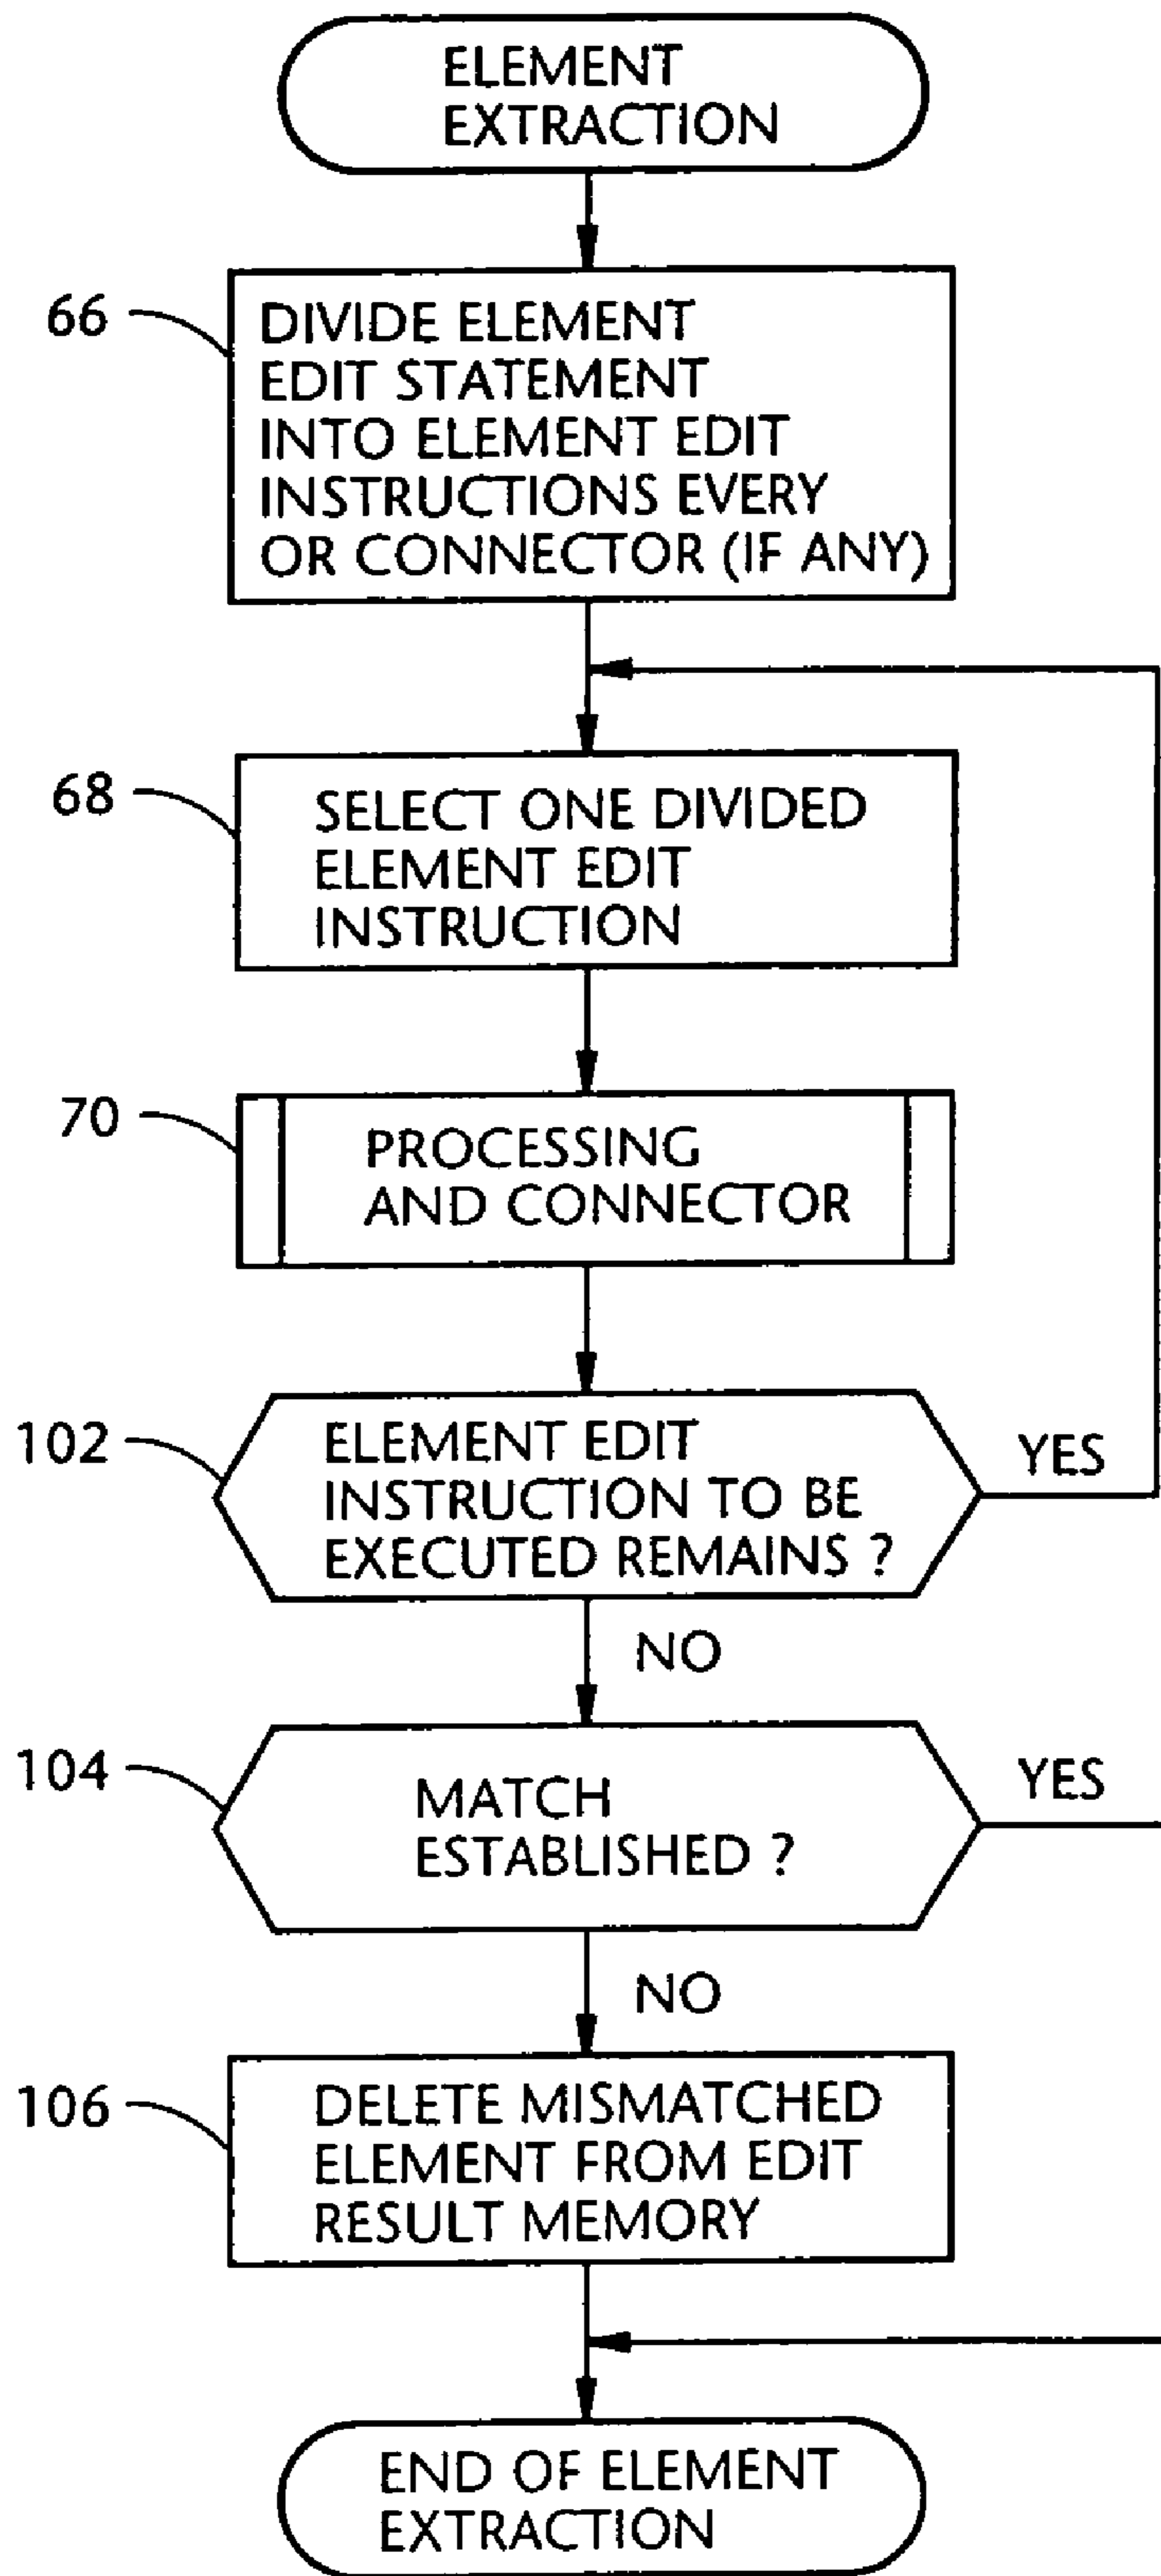 ELEMENT
EXTRACTION
66
DIVIDE ELEMENT
EDIT STATEMENT
INTO ELEMENT EDIT
INSTRUCTIONS EVERY
OR CONNECTOR (IF ANY)
68
SELECT ONE DIVIDED
ELEMENT EDIT
INSTRUCTION
70
PROCESSING
AND CONNECTOR
102
ELEMENT EDIT
INSTRUCTION TO BE
EXECUTED REMAINS ?
YES
NO
104
MATCH
ESTABLISHED ?
YES
NO
106
DELETE MISMATCHED
ELEMENT FROM EDIT
RESULT MEMORY
END OF ELEMENT
EXTRACTION